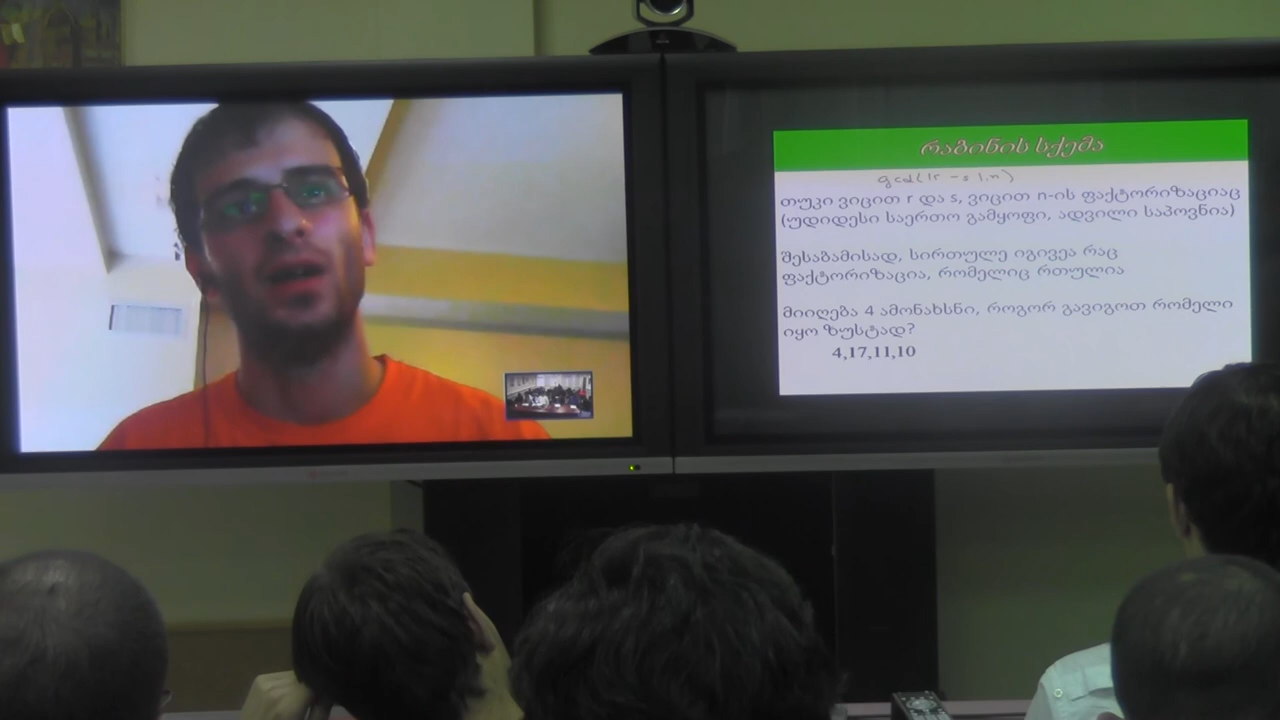 რაბინის სქემა
gcd(|r-s|,n)
თუკი ვიცით r და s, ვიცით n-ის ფაქტორიზაციაც
(უდიდესი საერთო გამყოფი, ადვილი საპოვნია)
შესაბამისად, სირთულე იგივეა რაც
ფაქტორიზაცია, რომელიც რთულია
მიიღება 4 ამონახსნი, როგორ გავიგოთ რომელი
იყო ზუსტად?
4,17,11,10